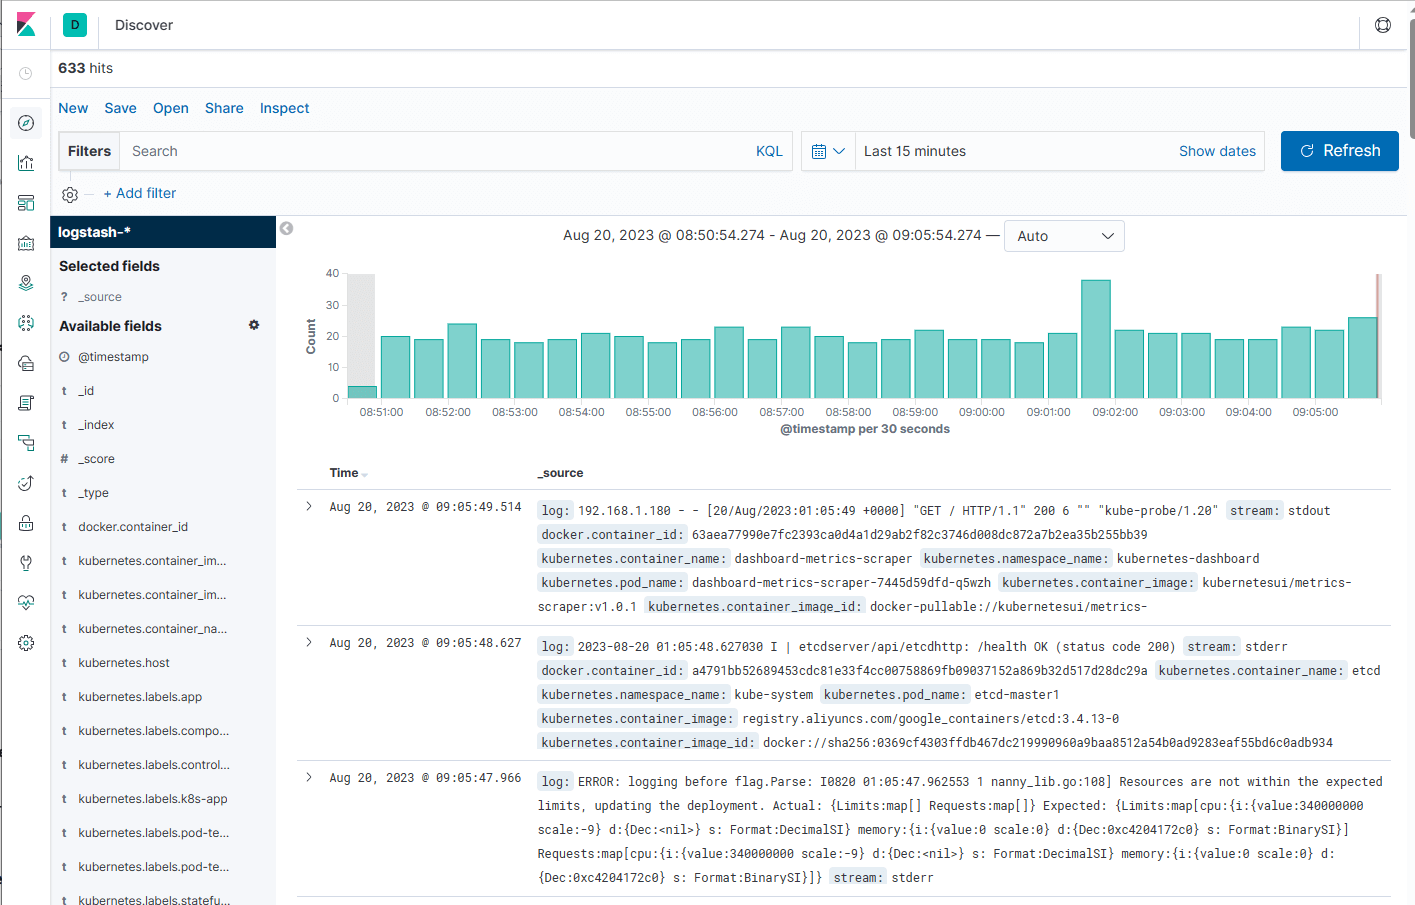 D Discover
633 hits
New Save Open Share Inspect
Filters Search KQL Last 15 minutes Show dates Refresh
+ Add filter
logstash-*
Selected fields
? _source
Available fields
@timestamp
t _id
t _index
# _score
t _type
t docker.container_id
t kubernetes.container_im...
t kubernetes.container_im...
t kubernetes.container_na...
t kubernetes.host
t kubernetes.labels.app
t kubernetes.labels.compo...
t kubernetes.labels.control...
t kubernetes.labels.k8s-app
t kubernetes.labels.pod-te...
t kubernetes.labels.pod-te...
t kubernetes.labels.statefu...
Aug 20, 2023 @ 08:50:54.274 - Aug 20, 2023 @ 09:05:54.274 — Auto
Count
40
30
20
10
0
08:51:00 08:52:00 08:53:00 08:54:00 08:55:00 08:56:00 08:57:00 08:58:00 08:59:00 09:00:00 09:01:00 09:02:00 09:03:00 09:04:00 09:05:00
@timestamp per 30 seconds
Time _source
Aug 20, 2023 @ 09:05:49.514
log: 192.168.1.180 - - [20/Aug/2023:01:05:49 +0000] "GET / HTTP/1.1" 200 6 "" "kube-probe/1.20" stream: stdout
docker.container_id: 63aea77990e7fc2393ca0d4a1d29ab2f82c3746d008dc872a7b2ea35b255bb39
kubernetes.container_name: dashboard-metrics-scraper kubernetes.namespace_name: kubernetes-dashboard
kubernetes.pod_name: dashboard-metrics-scraper-7445d59dfd-q5wzh kubernetes.container_image: kubernetesui/metrics-
scraper:v1.0.1 kubernetes.container_image_id: docker-pullable://kubernetesui/metrics-
Aug 20, 2023 @ 09:05:48.627
log: 2023-08-20 01:05:48.627030 I | etcdserver/api/etcdhttp: /health OK (status code 200) stream: stderr
docker.container_id: a4791bb52689453cdc81e33f4cc00758869fb09037152a869b32d517d28dc29a kubernetes.container_name: etcd
kubernetes.namespace_name: kube-system kubernetes.pod_name: etcd-master1
kubernetes.container_image: registry.aliyuncs.com/google_containers/etcd:3.4.13-0
kubernetes.container_image_id: docker://sha256:0369cf4303ffdb467dc219990960a9baa8512a54b0ad9283eaf55bd6c0adb934
Aug 20, 2023 @ 09:05:47.966
log: ERROR: logging before flag.Parse: I0820 01:05:47.962553 1 nanny_lib.go:108] Resources are not within the expected
limits, updating the deployment. Actual: {Limits:map[] Requests:map[]} Expected: {Limits:map[cpu:{i:{value:340000000
scale:-9} d:{Dec:<nil>} s: Format:DecimalSI} memory:{i:{value:0 scale:0} d:{Dec:0xc4204172c0} s: Format:BinarySI}]
Requests:map[cpu:{i:{value:340000000 scale:-9} d:{Dec:<nil>} s: Format:DecimalSI} memory:{i:{value:0 scale:0} d:
{Dec:0xc4204172c0} s: Format:BinarySI}]} stream: stderr